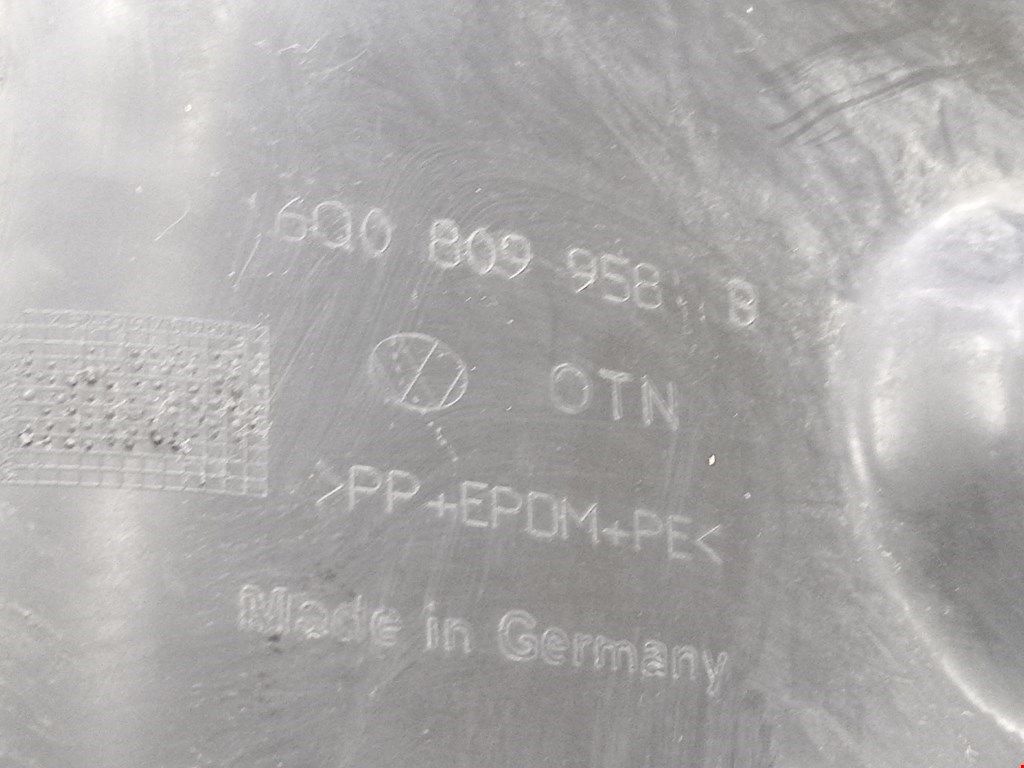 6Q0 809 958 B
OTN
>PP+EPDM+PE<
Made in Germany